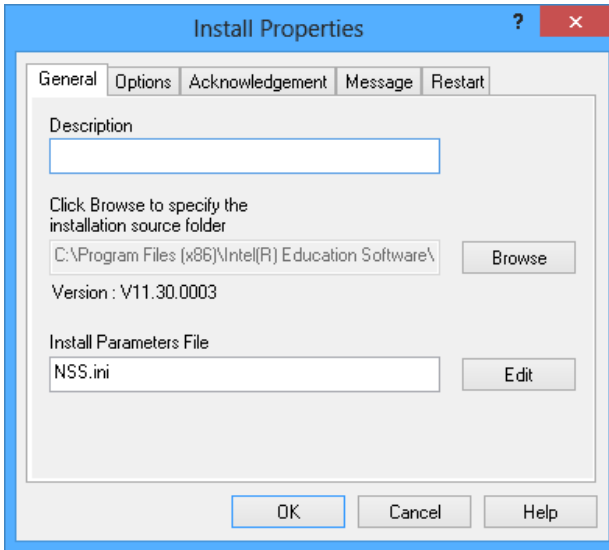 Install Properties
?
×
General Options Acknowledgement Message Restart
Description
Click Browse to specify the
installation source folder
C:\Program Files (x86)\Intel(R) Education Software\ Browse
Version : V11.30.0003
Install Parameters File
NSS.ini Edit
OK Cancel Help